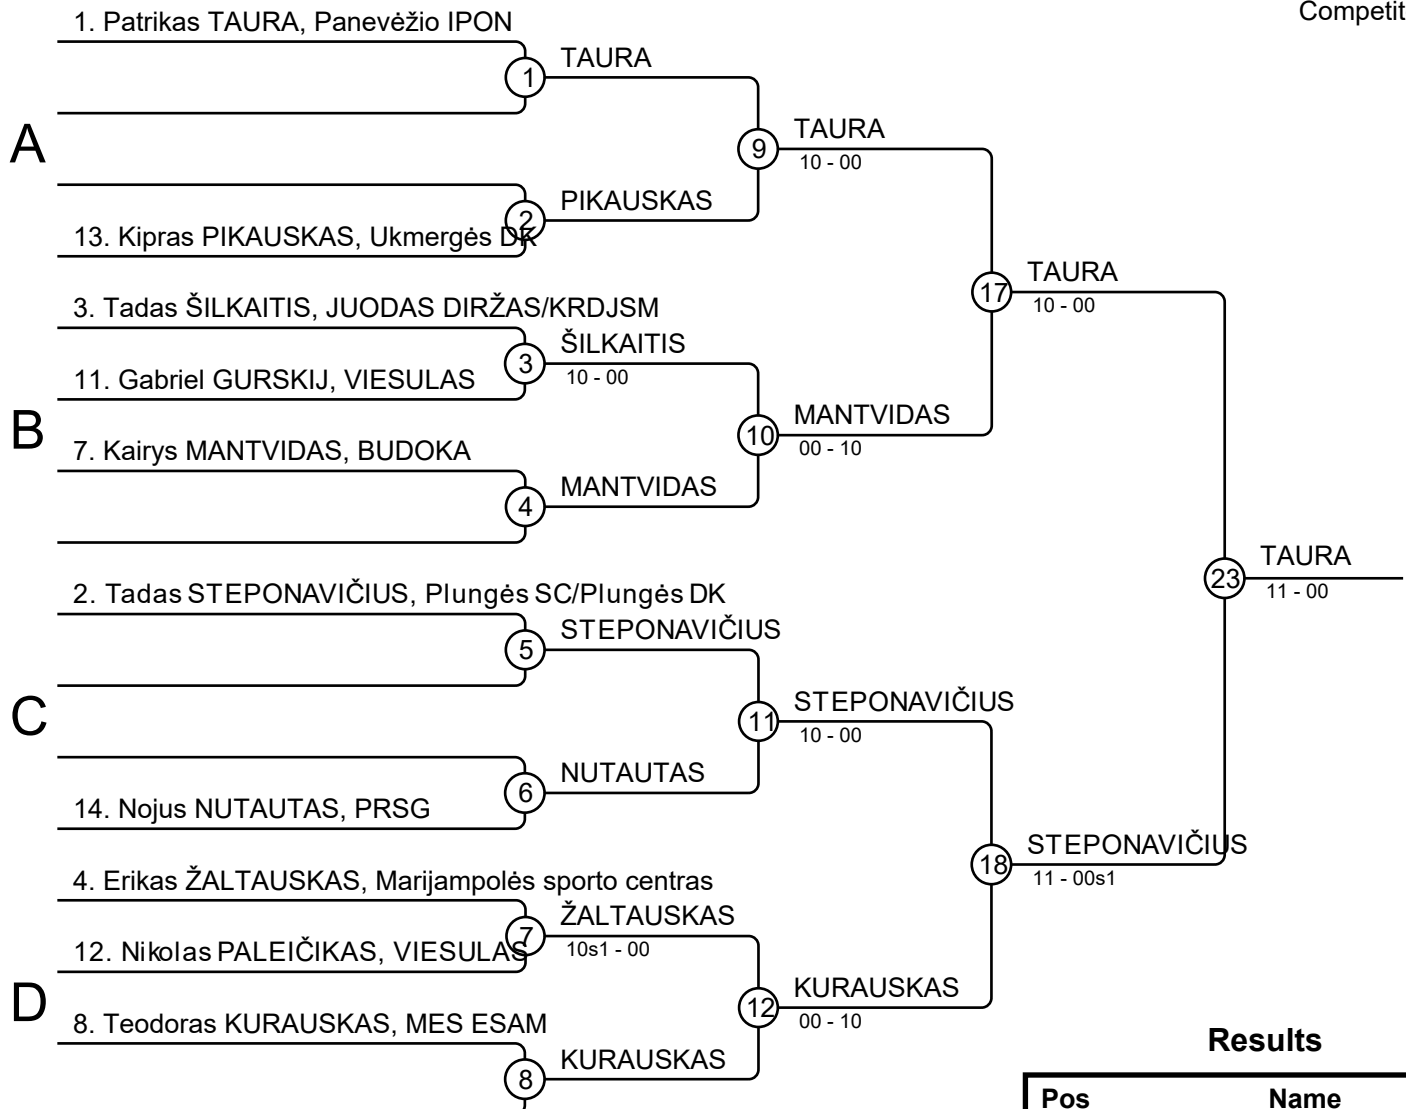 Competit
1. Patrikas TAURA, Panevėžio IPON
1
TAURA
A
9
TAURA
10 - 00
2
PIKAUSKAS
13. Kipras PIKAUSKAS, Ukmergės DK
17
TAURA
10 - 00
3. Tadas ŠILKAITIS, JUODAS DIRŽAS/KRDJSM
3
ŠILKAITIS
10 - 00
11. Gabriel GURSKIJ, VIESULAS
B
10
MANTVIDAS
00 - 10
7. Kairys MANTVIDAS, BUDOKA
4
MANTVIDAS
23
TAURA
11 - 00
2. Tadas STEPONAVIČIUS, Plungės SC/Plungės DK
5
STEPONAVIČIUS
C
11
STEPONAVIČIUS
10 - 00
6
NUTAUTAS
14. Nojus NUTAUTAS, PRSG
18
STEPONAVIČIUS
11 - 00s1
4. Erikas ŽALTAUSKAS, Marijampolės sporto centras
7
ŽALTAUSKAS
10s1 - 00
12. Nikolas PALEIČIKAS, VIESULAS
D
12
KURAUSKAS
00 - 10
8. Teodoras KURAUSKAS, MES ESAM
8
KURAUSKAS
Results
Pos Name